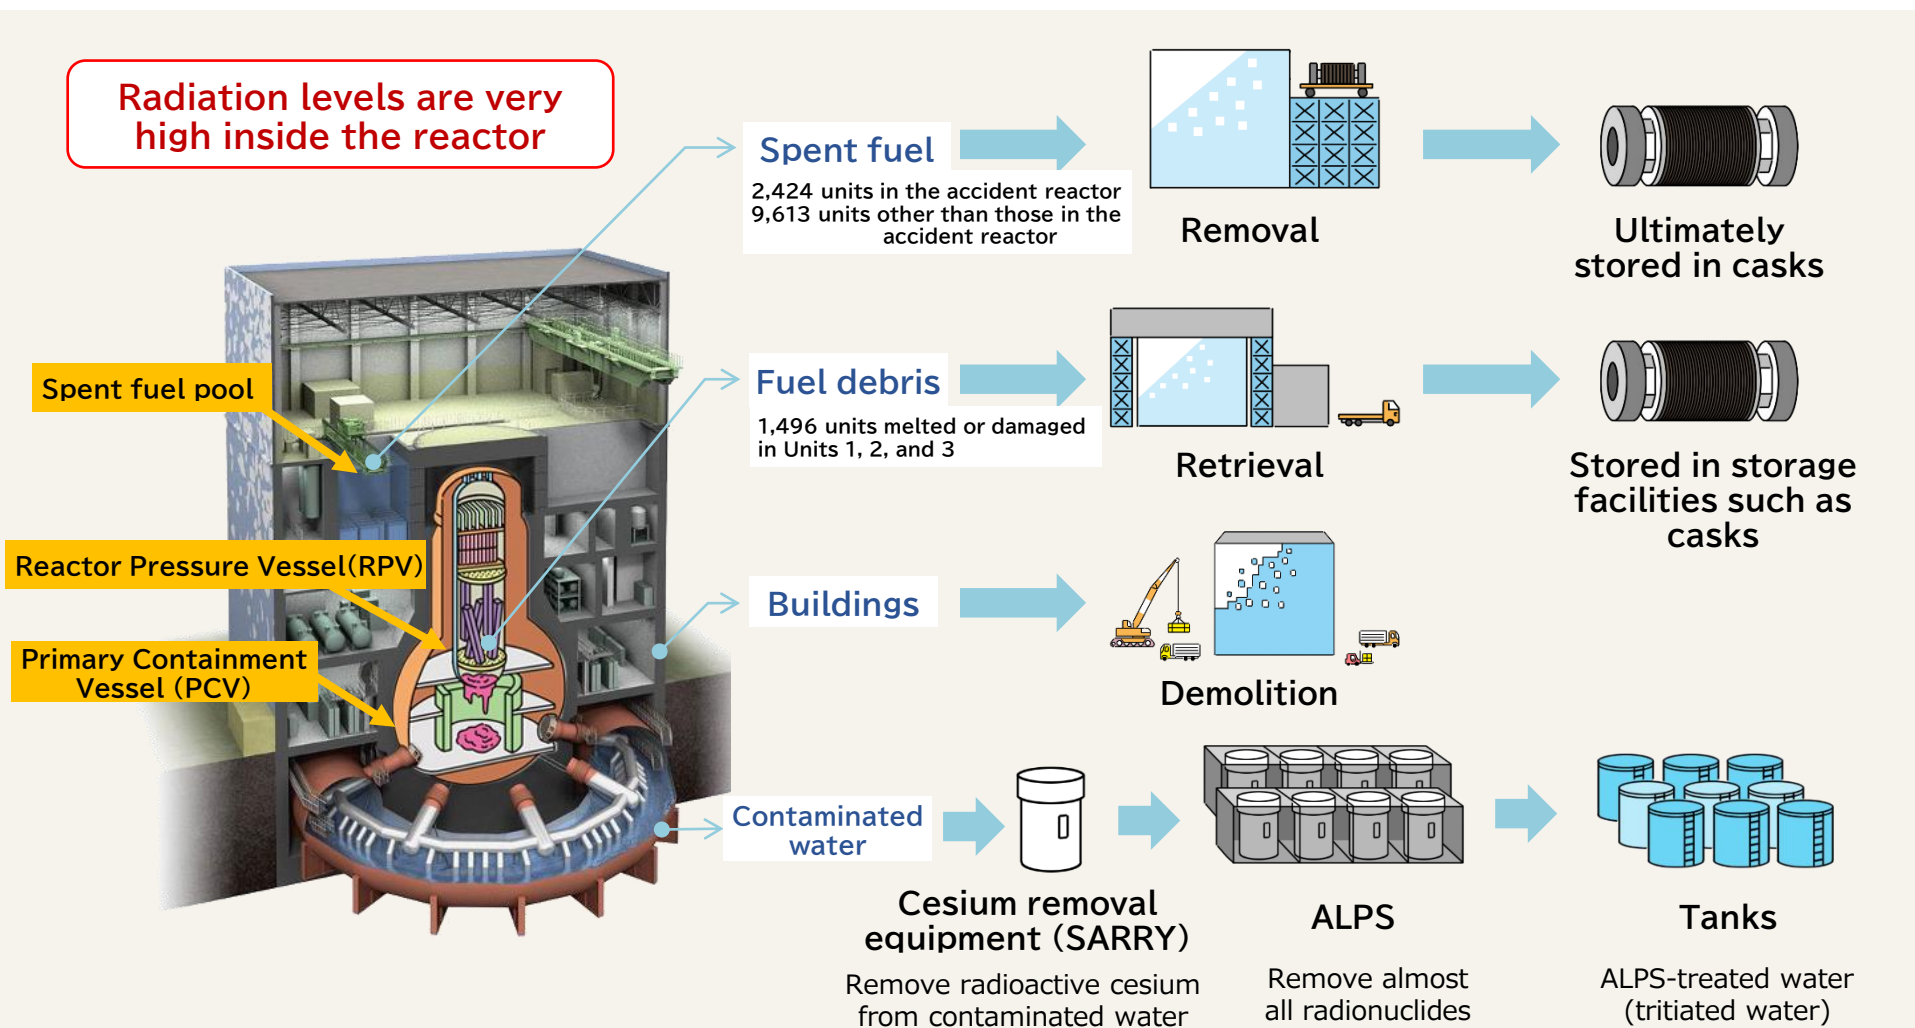 Radiation levels are very
high inside the reactor
Spent fuel pool
Reactor Pressure Vessel(RPV)
Primary Containment
Vessel (PCV)
Spent fuel
2,424 units in the accident reactor
9,613 units other than those in the
accident reactor
Removal
Ultimately
stored in casks
Fuel debris
1,496 units melted or damaged
in Units 1, 2, and 3
Retrieval
Stored in storage
facilities such as
casks
Buildings
Demolition
Contaminated
water
Cesium removal
equipment (SARRY)
Remove radioactive cesium
from contaminated water
ALPS
Remove almost
all radionuclides
Tanks
ALPS-treated water
(tritiated water)